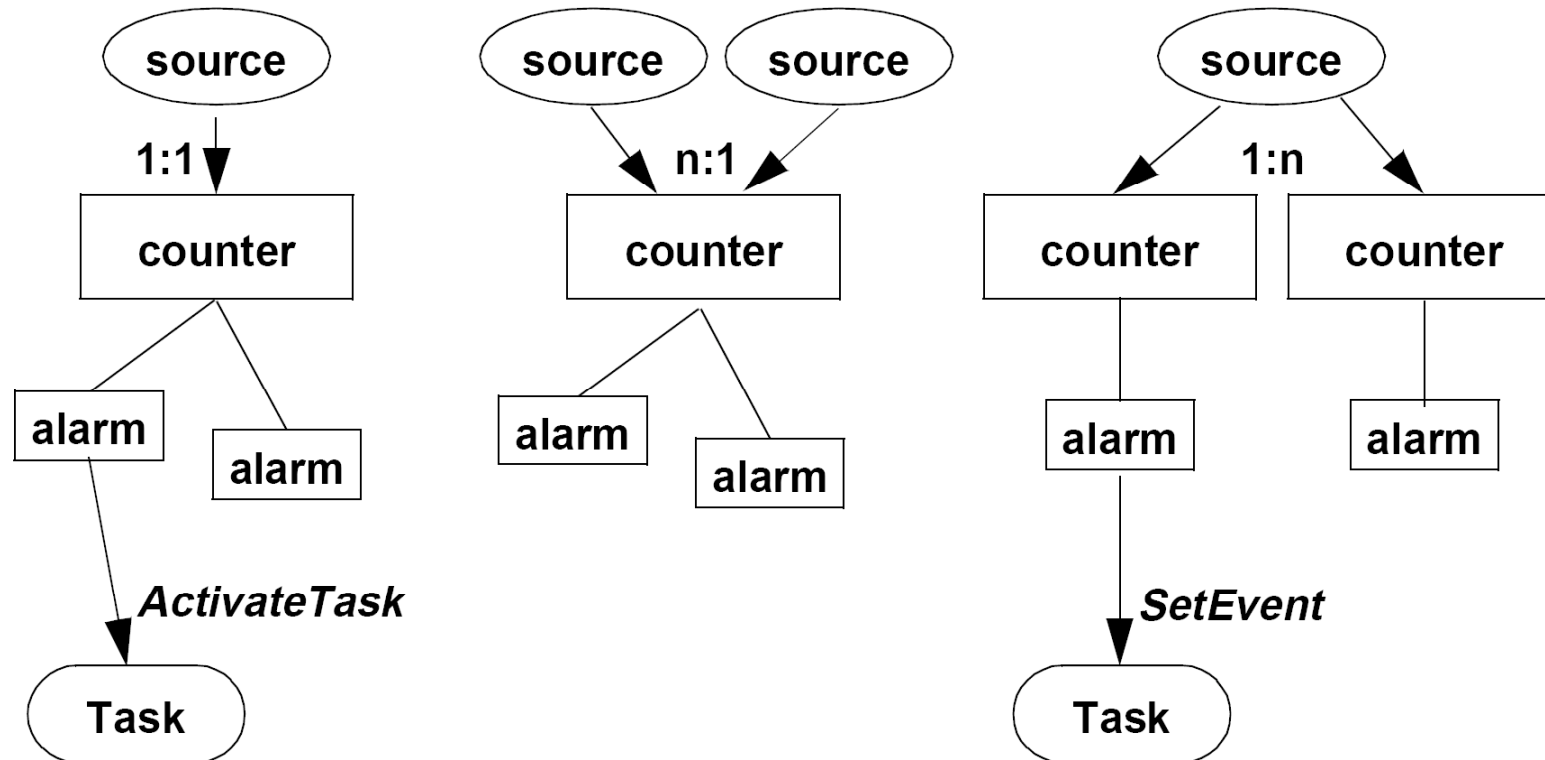 source
source
source
source
1:1
n:1
1:n
counter
counter
counter
counter
alarm
alarm
alarm
alarm
alarm
alarm
ActivateTask
SetEvent
Task
Task